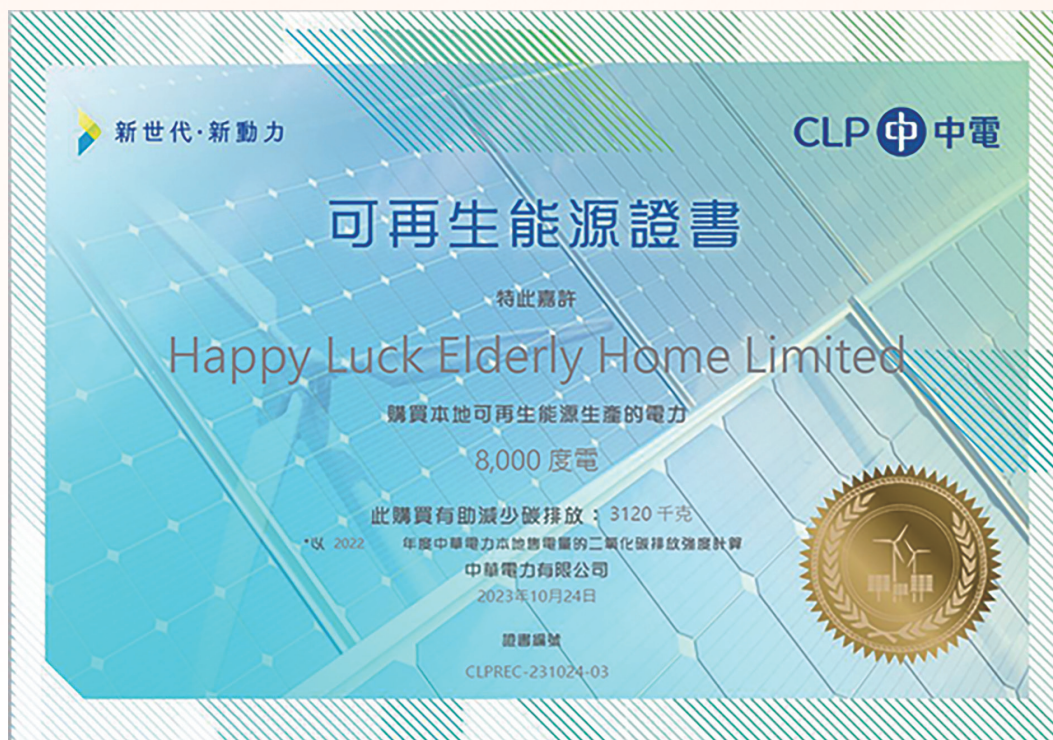 新世代·新動力
CLP 中電
可再生能源證書
特此嘉許
Happy Luck Elderly Home Limited
購買本地可再生能源生產的電力
8,000 度電
此購買有助減少碳排放：3120 千克
*以 2022 年度中華電力本地售電量的二氧化碳排放強度計算
中華電力有限公司
2023年10月24日
證書編號
CLPREC-231024-03